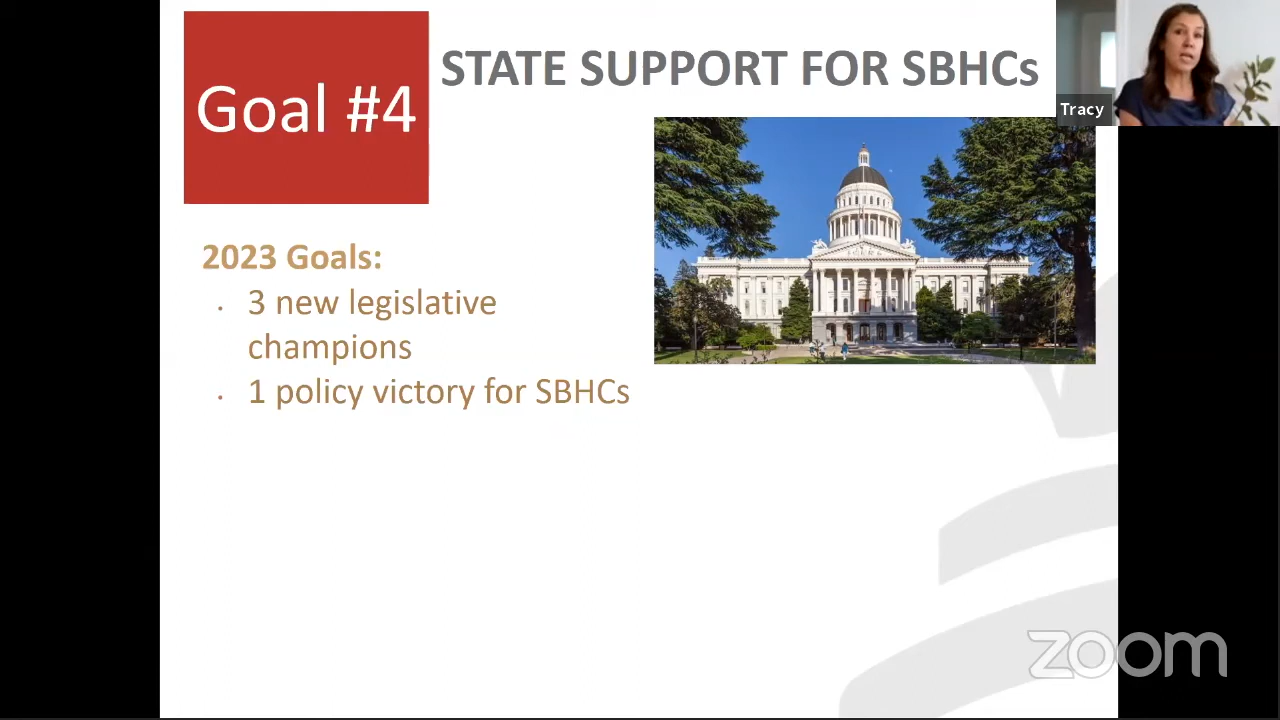 Goal #4
STATE SUPPORT FOR SBHCs
Tracy
2023 Goals:
· 3 new legislative
champions
· 1 policy victory for SBHCs
zoom